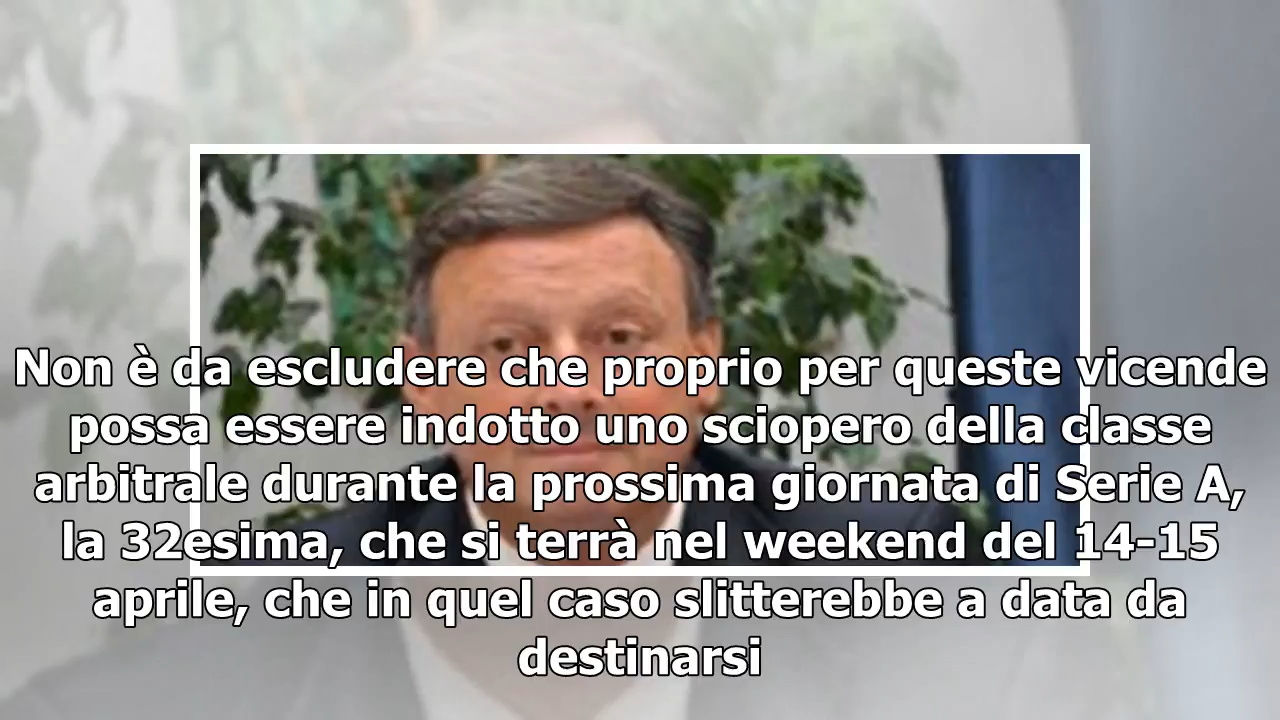 Non è da escludere che proprio per queste vicende
possa essere indotto uno sciopero della classe
arbitrale durante la prossima giornata di Serie A,
la 32esima, che si terrà nel weekend del 14-15
aprile, che in quel caso slitterebbe a data da
destinarsi